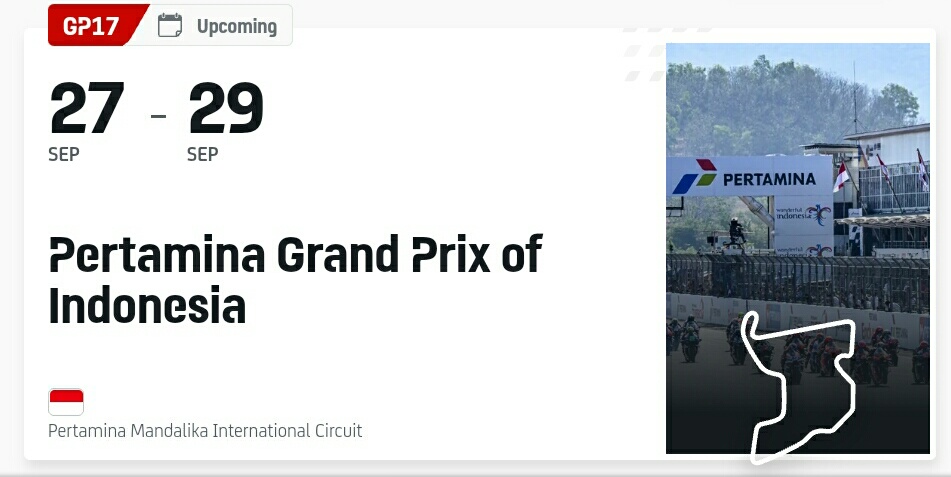 GP17
Upcoming
27 - 29
SEP SEP
Pertamina Grand Prix of
Indonesia
Pertamina Mandalika International Circuit
PERTAMINA
wonderful
indonesia